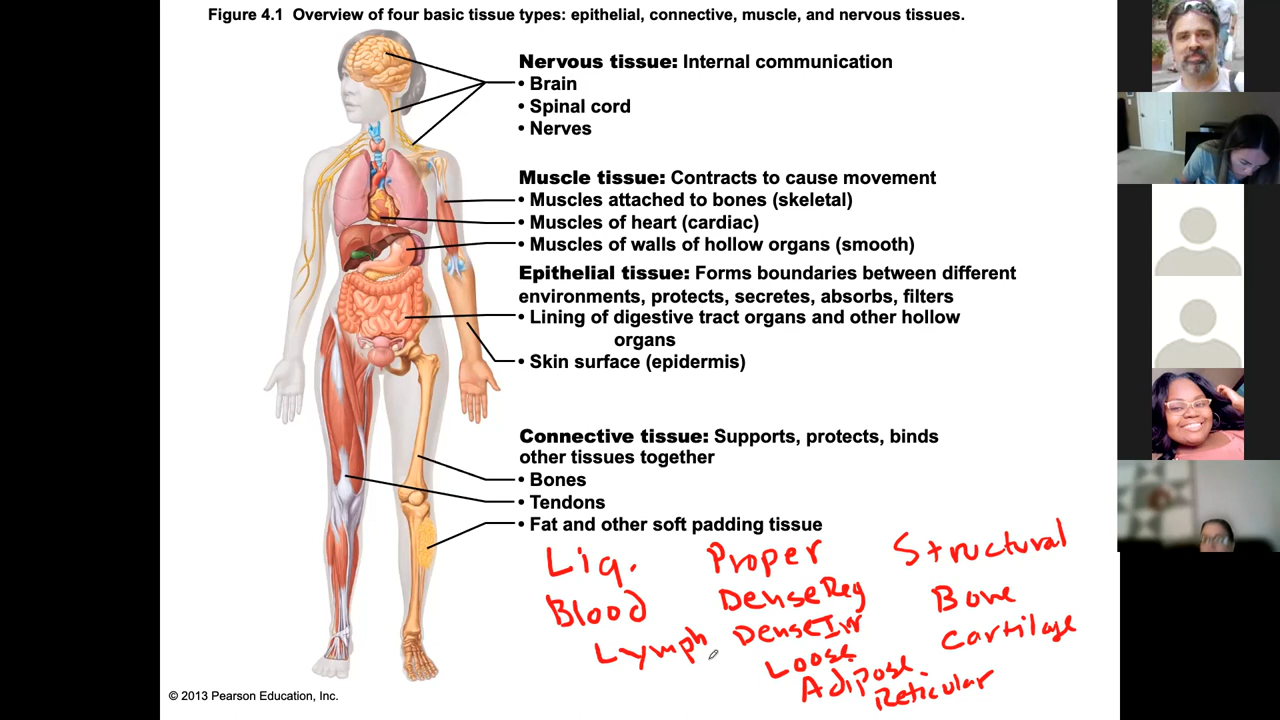 Figure 4.1 Overview of four basic tissue types: epithelial, connective, muscle, and nervous tissues.
Nervous tissue: Internal communication
• Brain
• Spinal cord
• Nerves
Muscle tissue: Contracts to cause movement
• Muscles attached to bones (skeletal)
• Muscles of heart (cardiac)
• Muscles of walls of hollow organs (smooth)
Epithelial tissue: Forms boundaries between different
environments, protects, secretes, absorbs, filters
• Lining of digestive tract organs and other hollow
organs
• Skin surface (epidermis)
Connective tissue: Supports, protects, binds
other tissues together
• Bones
• Tendons
• Fat and other soft padding tissue
Liq. Proper Structural
Blood Dense Reg Bone
Lymph Dense Irr Cartilage
Loose
Adipose
Reticular
© 2013 Pearson Education, Inc.